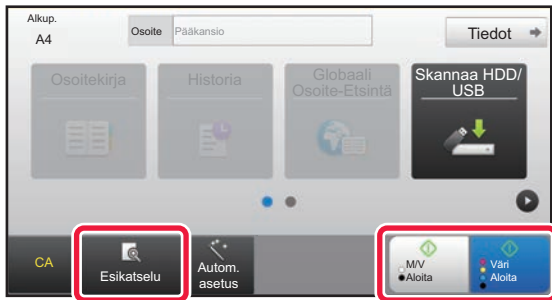 Alkup.
A4
Osoite Pääkansio
Tiedot
Osoitekirja
Historia
Globaali
Osoite-Etsintä
Skannaa HDD/
USB
CA
Esikatselu
Autom.
asetus
M/V
Aloita
Väri
Aloita